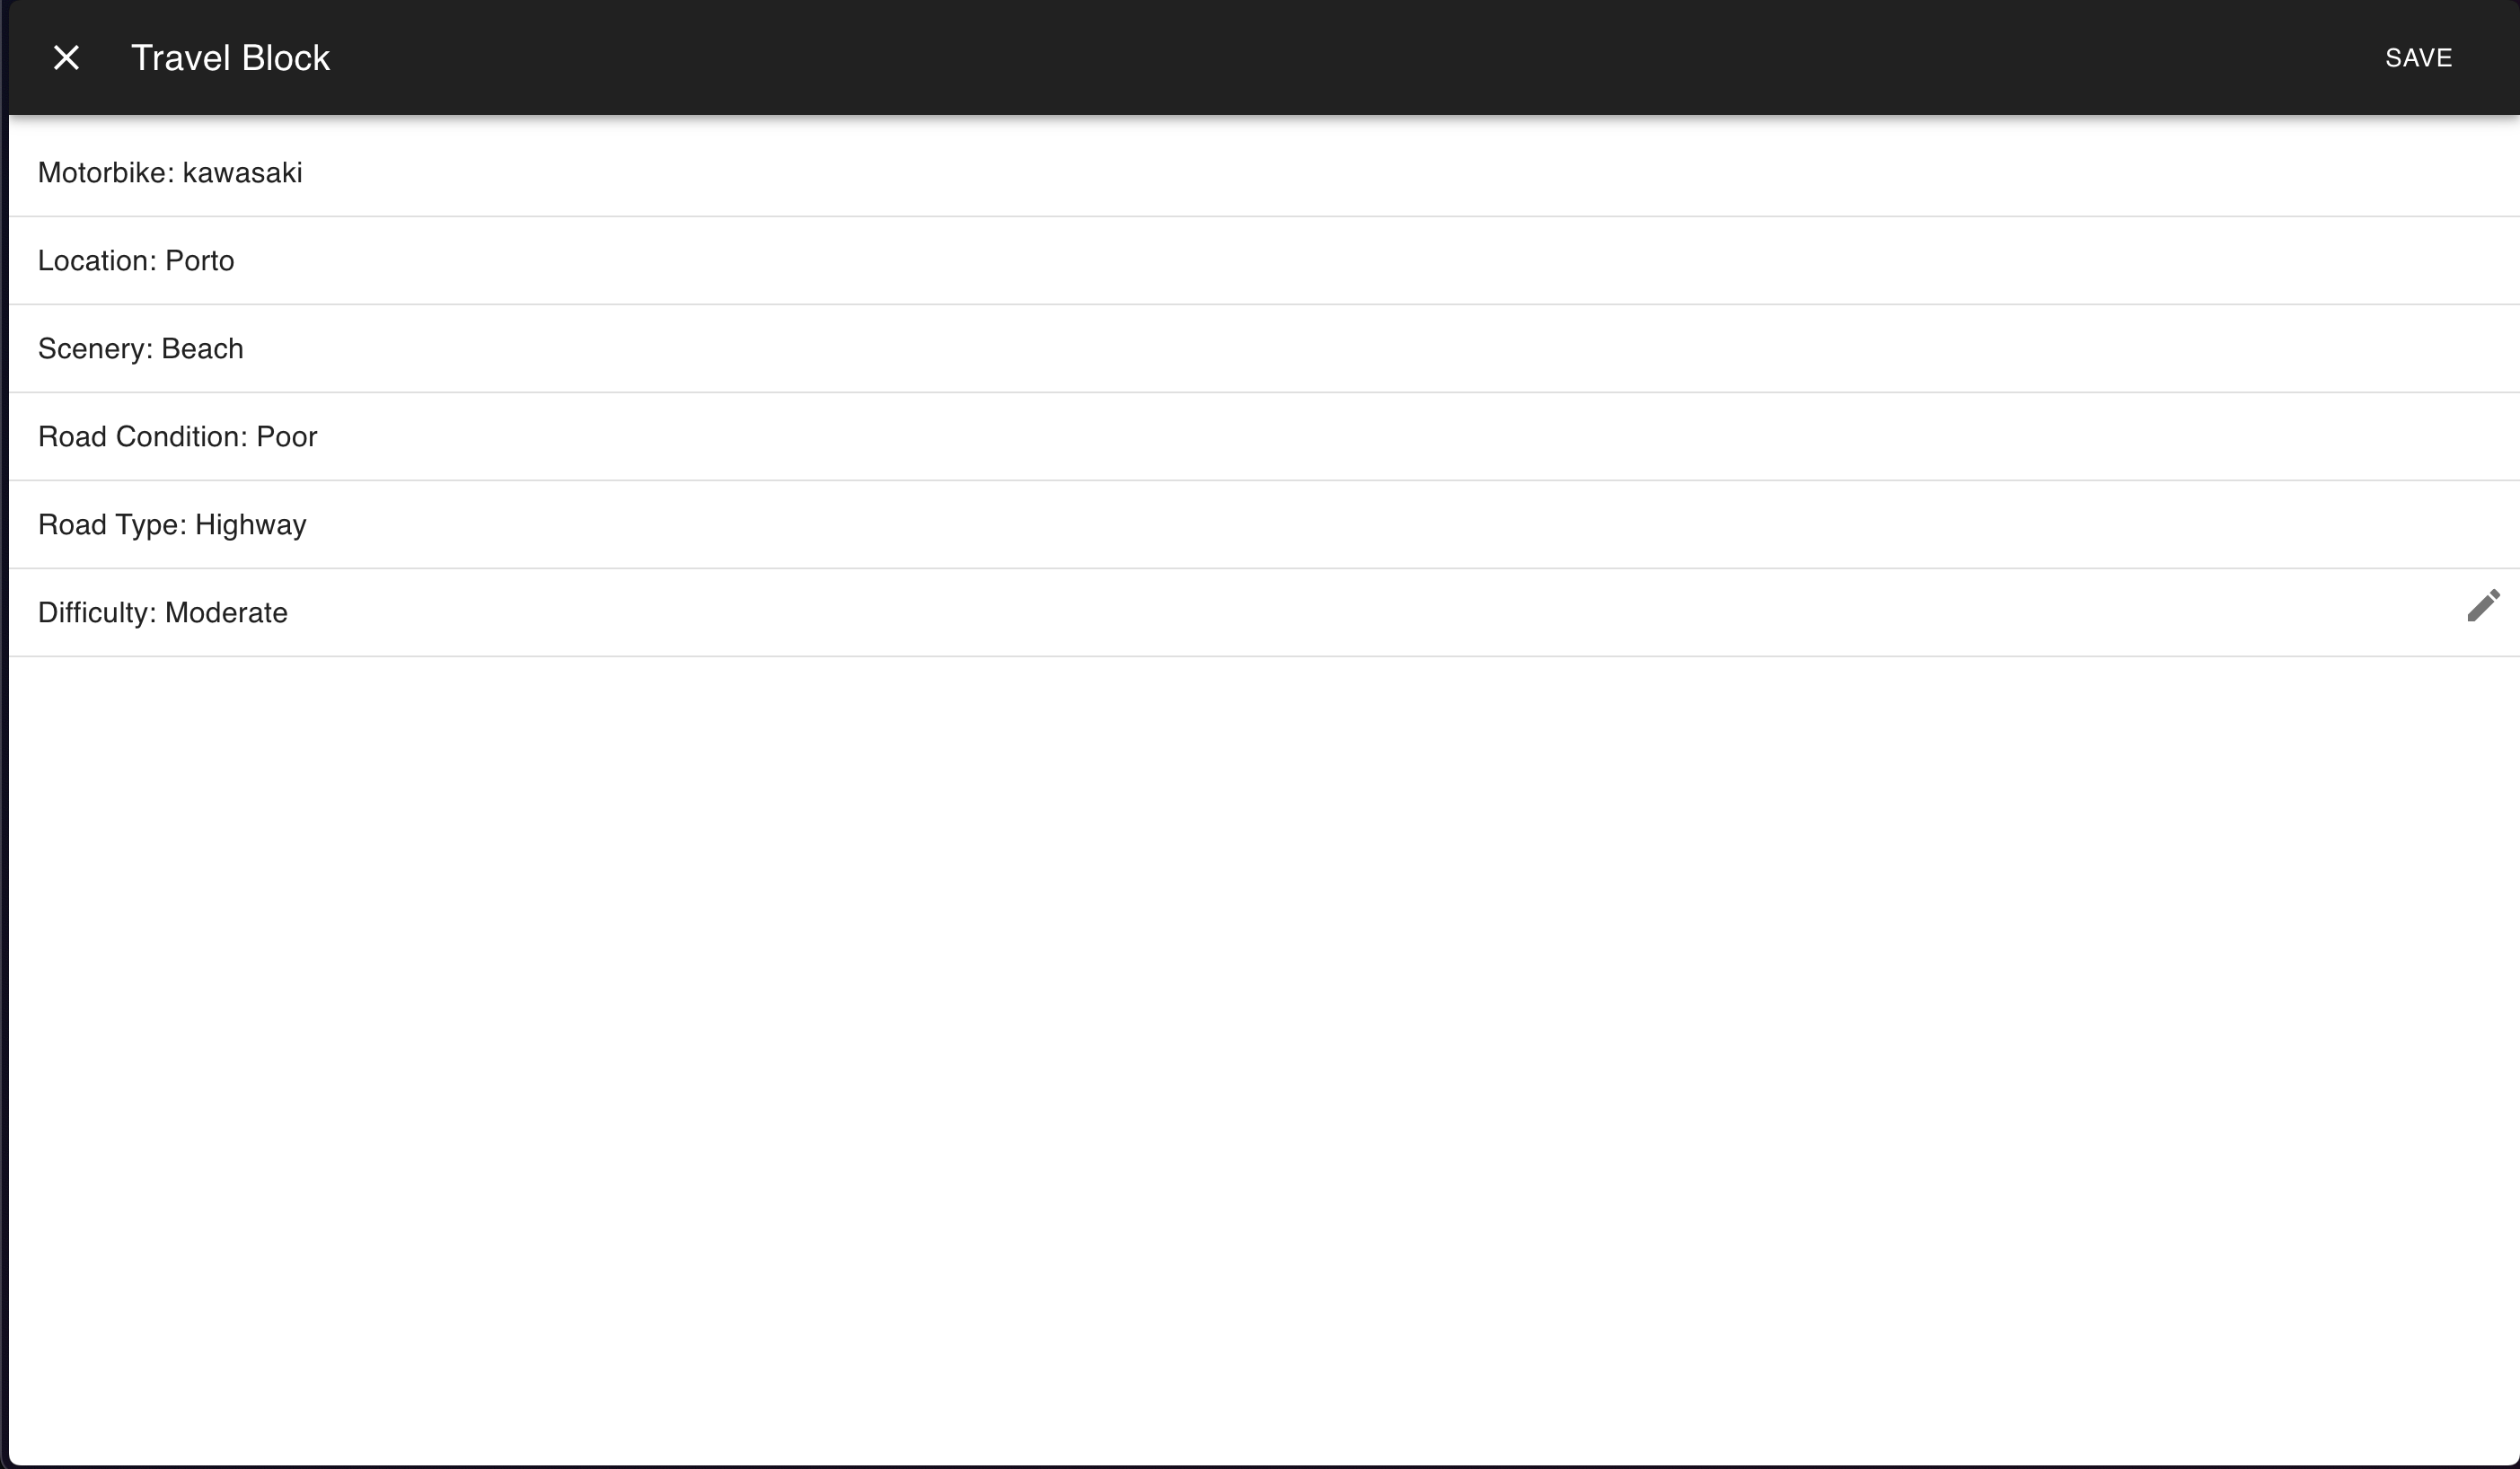 Travel Block
SAVE
Motorbike: kawasaki
Location: Porto
Scenery: Beach
Road Condition: Poor
Road Type: Highway
Difficulty: Moderate